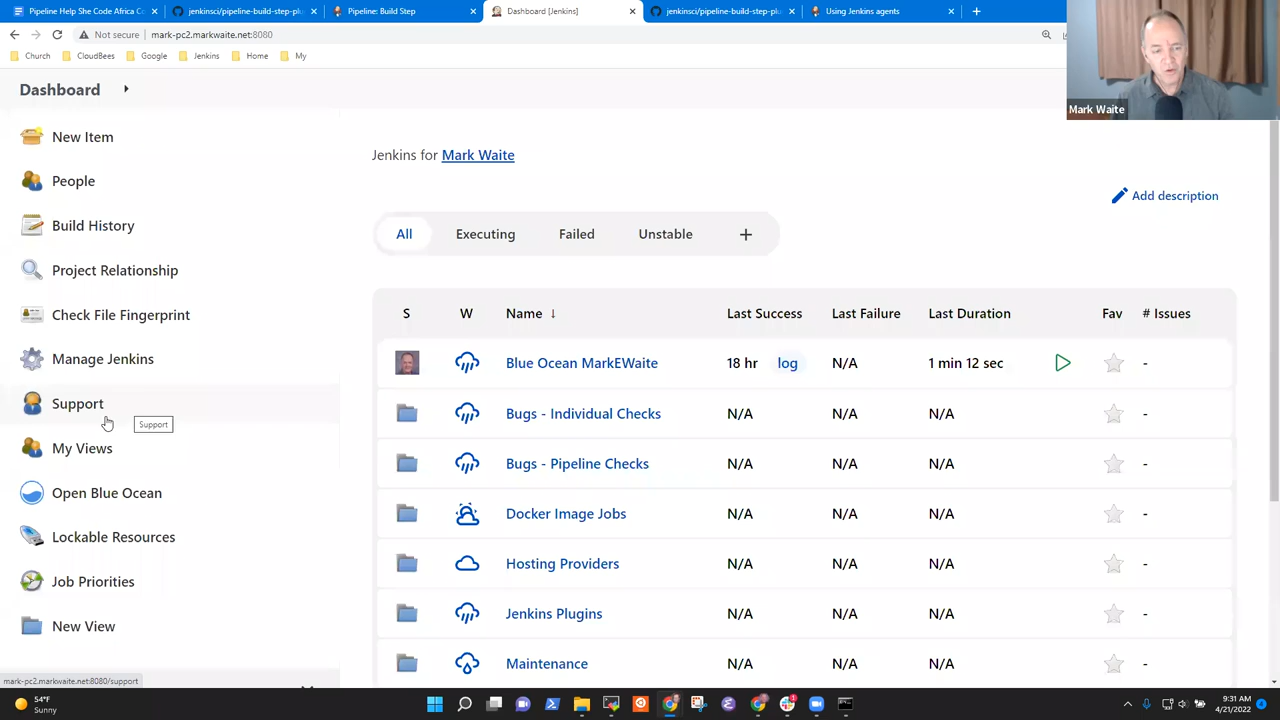 Pipeline Help She Code Africa Co
jenkinsci/pipeline-build-step-plu
Pipeline: Build Step
Dashboard [Jenkins]
jenkinsci/pipeline-build-step-plu
Using Jenkins agents
Not secure
mark-pc2.markwaite.net:8080
Church
CloudBees
Google
Jenkins
Home
My
Mark Waite
Dashboard
New Item
People
Build History
Project Relationship
Check File Fingerprint
Manage Jenkins
Support
Support
My Views
Open Blue Ocean
Lockable Resources
Job Priorities
New View
mark-pc2.markwaite.net:8080/support
Jenkins for Mark Waite
Add description
All Executing Failed Unstable +
S W Name ↓ Last Success Last Failure Last Duration Fav # Issues
Blue Ocean MarkEWaite 18 hr log N/A 1 min 12 sec -
Bugs - Individual Checks N/A N/A N/A -
Bugs - Pipeline Checks N/A N/A N/A -
Docker Image Jobs N/A N/A N/A -
Hosting Providers N/A N/A N/A -
Jenkins Plugins N/A N/A N/A -
Maintenance N/A N/A N/A -
54°F
Sunny
9:31 AM
4/21/2022